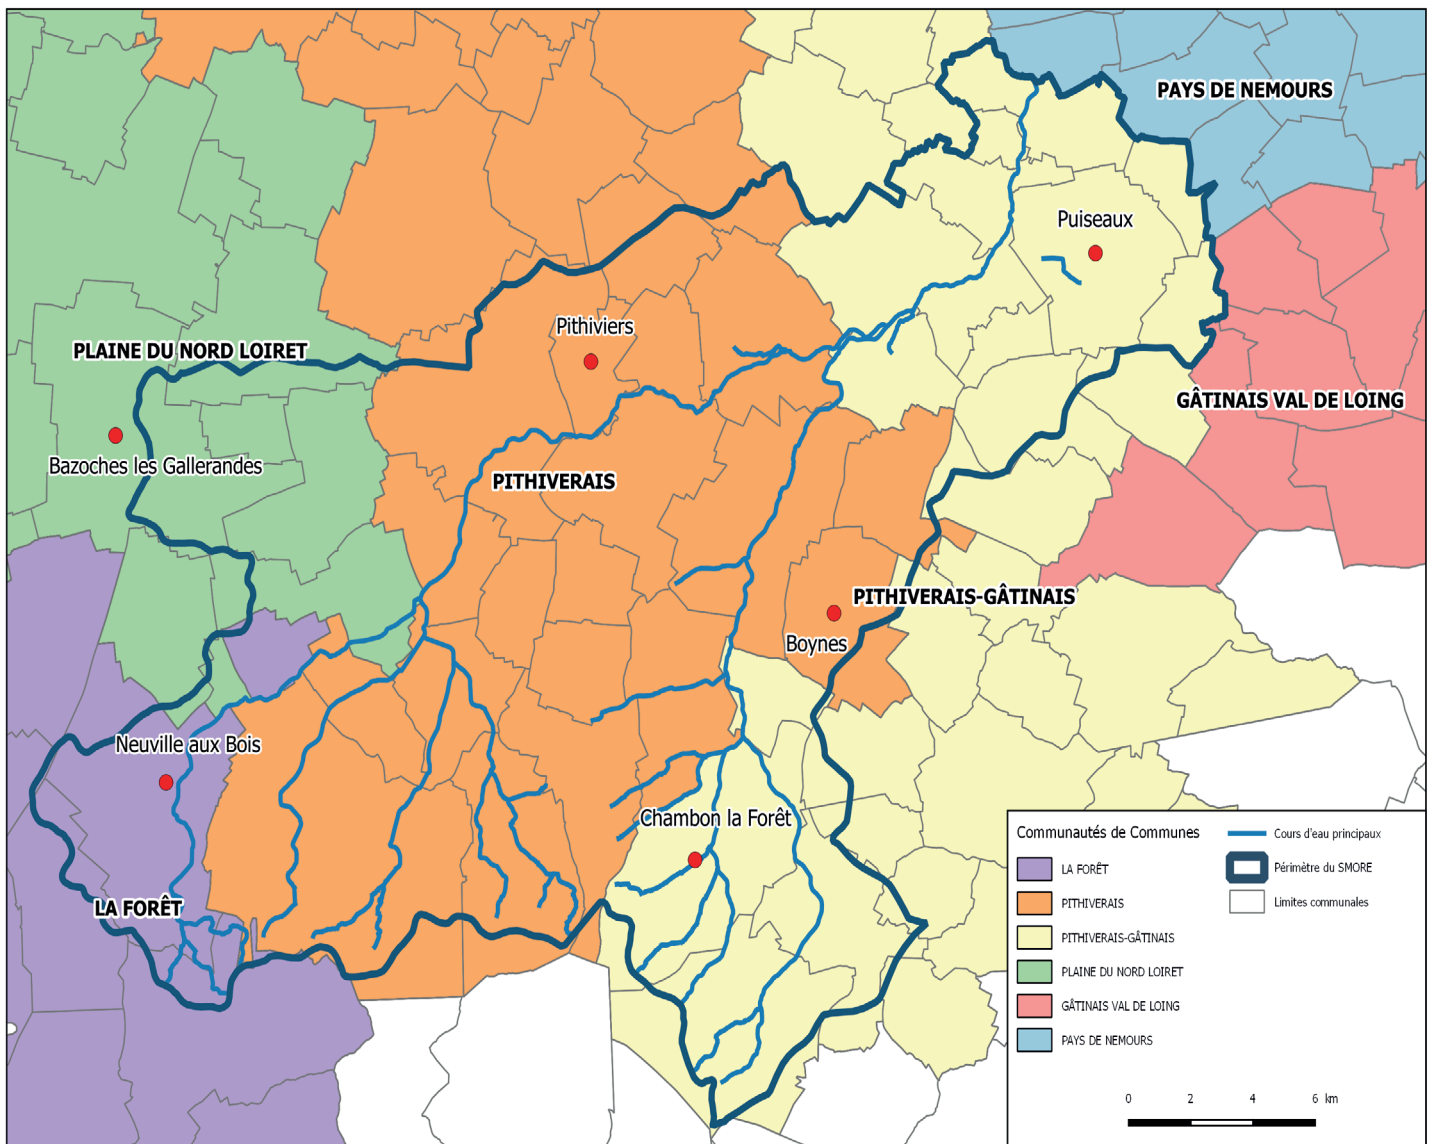 PAYS DE NEMOURS
Puiseaux
Pithiviers
PLAINE DU NORD LOIRET
GÂTINAIS VAL DE LOING
Bazoches les Gallerandes
PITHIVERAIS
PITHIVERAIS-GÂTINAIS
Boynes
Neuville aux Bois
Chambon la Forêt
LA FORÊT
Communautés de Communes
LA FORÊT
PITHIVERAIS
PITHIVERAIS-GÂTINAIS
PLAINE DU NORD LOIRET
GÂTINAIS VAL DE LOING
PAYS DE NEMOURS
Cours d'eau principaux
Périmètre du SMORE
Limites communales
0 2 4 6 km